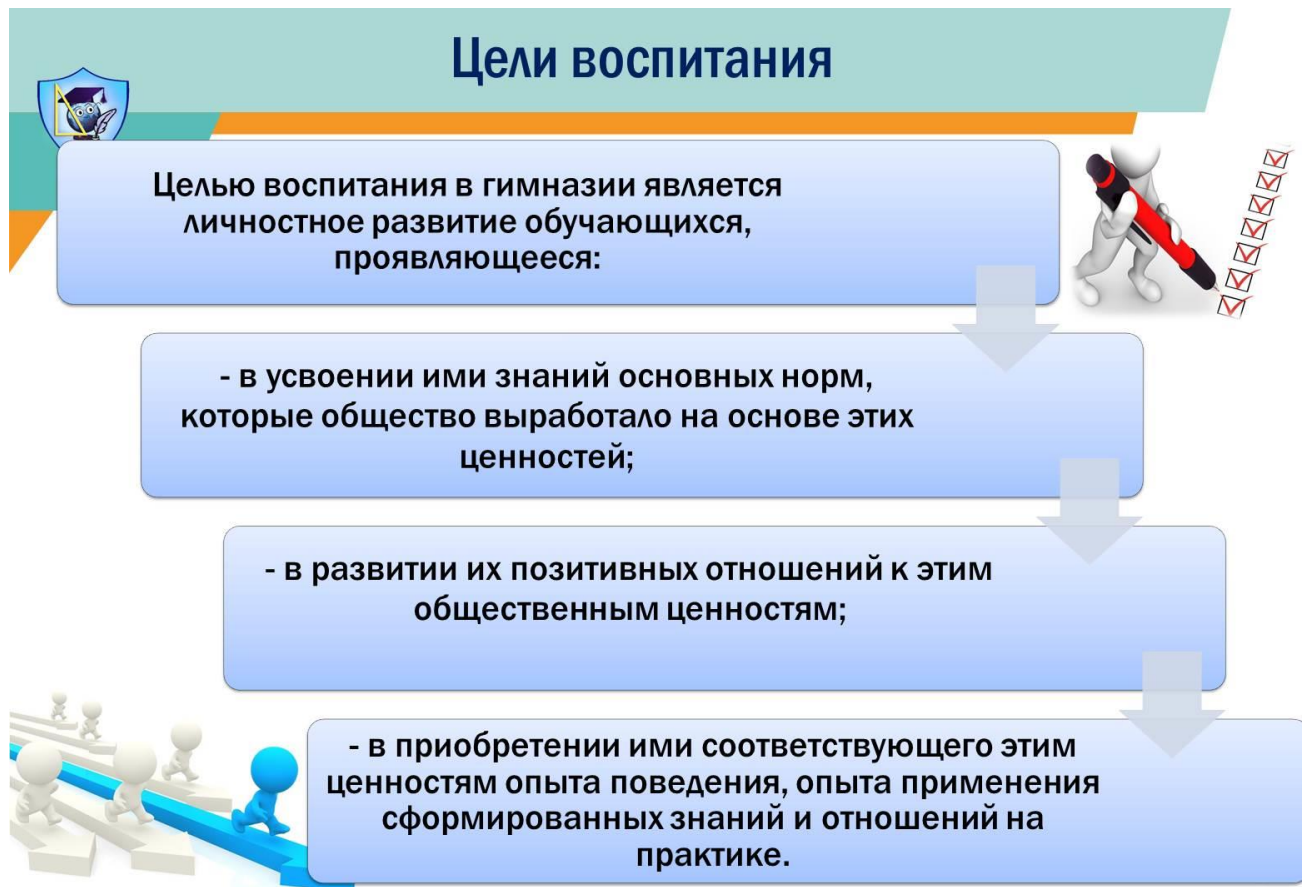 Цели воспитания
Целью воспитания в гимназии является
личностное развитие обучающихся,
проявляющееся:
- в усвоении ими знаний основных норм,
которые общество выработало на основе этих
ценностей;
- в развитии их позитивных отношений к этим
общественным ценностям;
- в приобретении ими соответствующего этим
ценностям опыта поведения, опыта применения
сформированных знаний и отношений на
практике.